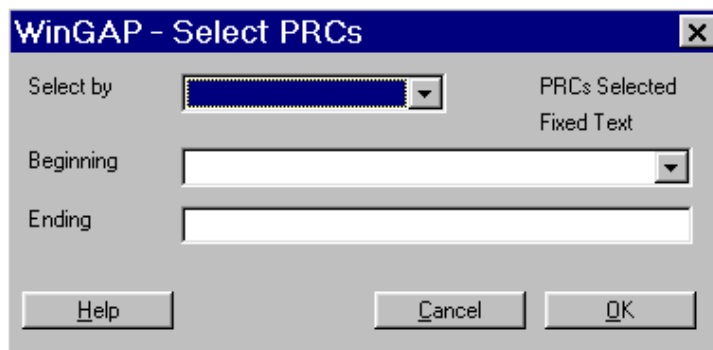 WinGAP - Select PRCs
Select by
PRCs Selected
Fixed Text
Beginning
Ending
Help
Cancel
OK